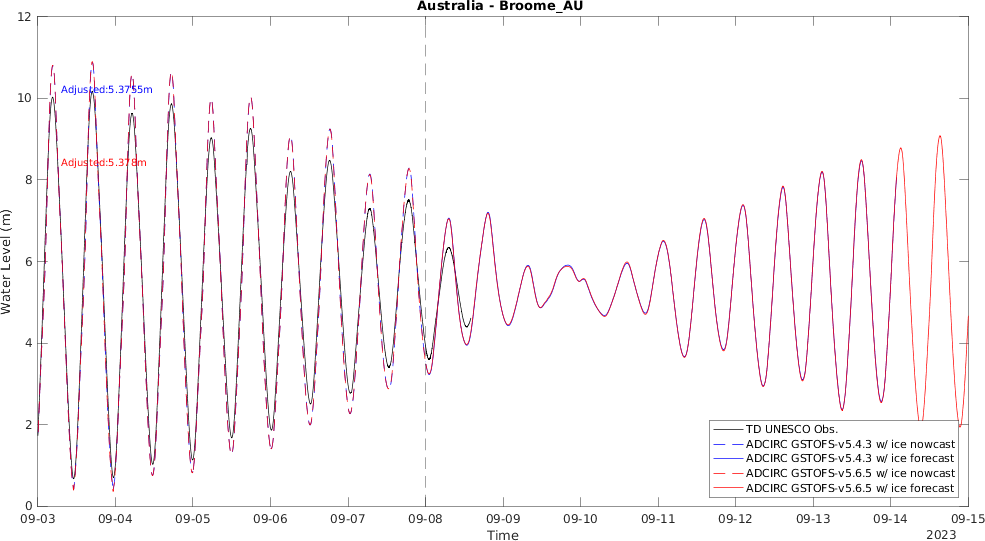 Australia - Broome_AU
12
10
8
6
4
2
0
Water Level (m)
Adjusted:5.3755m
Adjusted:5.378m
TD UNESCO Obs.
ADCIRC GSTOFS-v5.4.3 w/ ice nowcast
ADCIRC GSTOFS-v5.4.3 w/ ice forecast
ADCIRC GSTOFS-v5.6.5 w/ ice nowcast
ADCIRC GSTOFS-v5.6.5 w/ ice forecast
09-03 09-04 09-05 09-06 09-07 09-08 09-09 09-10 09-11 09-12 09-13 09-14 09-15
Time
2023